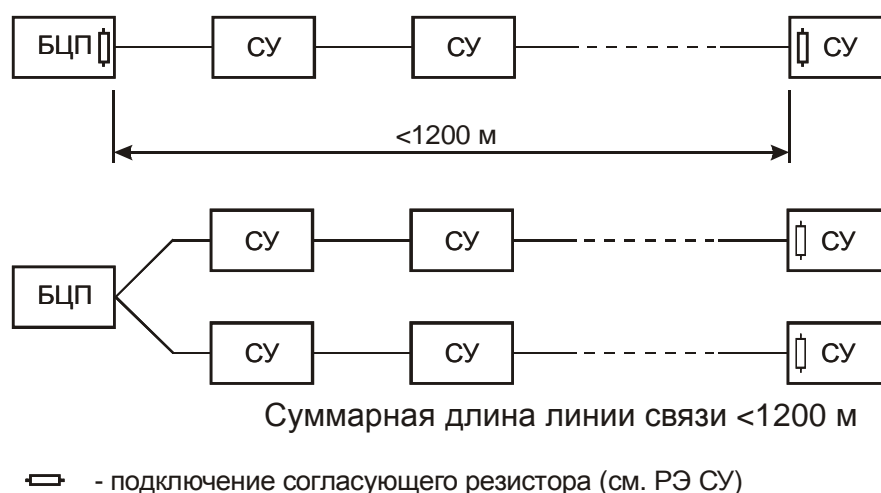 БЦП СУ СУ СУ
<1200 м
СУ СУ СУ
БЦП
СУ СУ СУ
Суммарная длина линии связи <1200 м
- подключение согласующего резистора (см. РЭ СУ)